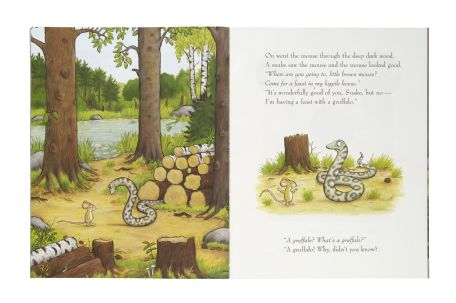 On went the mouse through the deep dark wood.
A snake saw the mouse and the mouse looked good.
"Where are you going to, little brown mouse?
Come for a feast in my logpile house."
"It's wonderfully good of you, Snake, but no —
I'm having a feast with a gruffalo."
"A gruffalo? What's a gruffalo?"
"A gruffalo! Why, didn't you know?